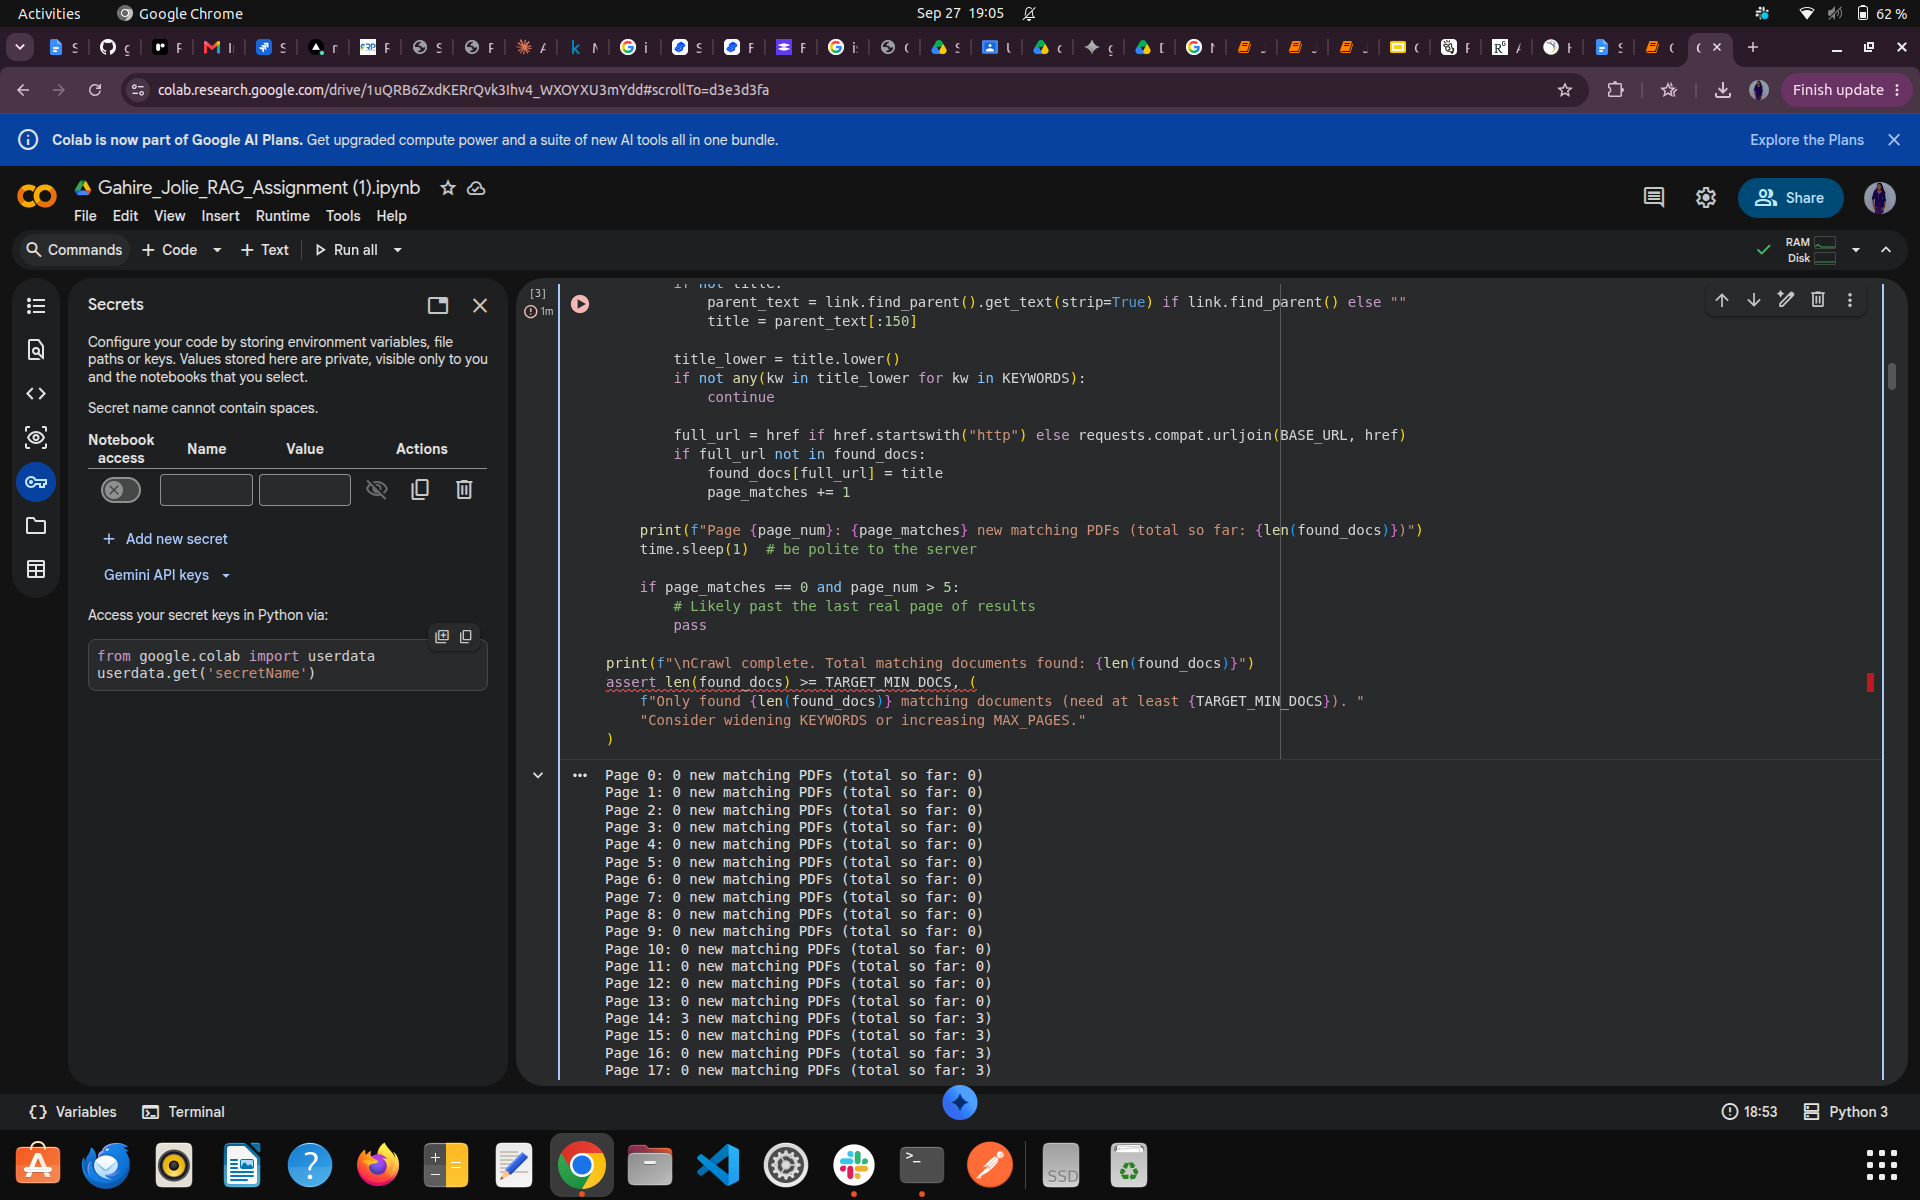 Activities
Google Chrome
Sep 27 19:05
62 %
colab.research.google.com/drive/1uQRB6ZxdKERrQvk3Ihv4_WXOYXU3mYdd#scrollTo=d3e3d3fa
Finish update
Colab is now part of Google AI Plans. Get upgraded compute power and a suite of new AI tools all in one bundle.
Explore the Plans
Gahire_Jolie_RAG_Assignment (1).ipynb
File Edit View Insert Runtime Tools Help
Share
Commands + Code + Text Run all
RAM
Disk
Secrets
Configure your code by storing environment variables, file
paths or keys. Values stored here are private, visible only to you
and the notebooks that you select.
Secret name cannot contain spaces.
Notebook access Name Value Actions
+ Add new secret
Gemini API keys
Access your secret keys in Python via:
from google.colab import userdata
userdata.get('secretName')
[3]
1m
if not title:
parent_text = link.find_parent().get_text(strip=True) if link.find_parent() else ""
title = parent_text[:150]
title_lower = title.lower()
if not any(kw in title_lower for kw in KEYWORDS):
continue
full_url = href if href.startswith("http") else requests.compat.urljoin(BASE_URL, href)
if full_url not in found_docs:
found_docs[full_url] = title
page_matches += 1
print(f"Page {page_num}: {page_matches} new matching PDFs (total so far: {len(found_docs)})")
time.sleep(1)  # be polite to the server
if page_matches == 0 and page_num > 5:
# Likely past the last real page of results
pass
print(f"\nCrawl complete. Total matching documents found: {len(found_docs)}")
assert len(found_docs) >= TARGET_MIN_DOCS, (
f"Only found {len(found_docs)} matching documents (need at least {TARGET_MIN_DOCS}). "
"Consider widening KEYWORDS or increasing MAX_PAGES."
)
Page 0: 0 new matching PDFs (total so far: 0)
Page 1: 0 new matching PDFs (total so far: 0)
Page 2: 0 new matching PDFs (total so far: 0)
Page 3: 0 new matching PDFs (total so far: 0)
Page 4: 0 new matching PDFs (total so far: 0)
Page 5: 0 new matching PDFs (total so far: 0)
Page 6: 0 new matching PDFs (total so far: 0)
Page 7: 0 new matching PDFs (total so far: 0)
Page 8: 0 new matching PDFs (total so far: 0)
Page 9: 0 new matching PDFs (total so far: 0)
Page 10: 0 new matching PDFs (total so far: 0)
Page 11: 0 new matching PDFs (total so far: 0)
Page 12: 0 new matching PDFs (total so far: 0)
Page 13: 0 new matching PDFs (total so far: 0)
Page 14: 3 new matching PDFs (total so far: 3)
Page 15: 0 new matching PDFs (total so far: 3)
Page 16: 0 new matching PDFs (total so far: 3)
Page 17: 0 new matching PDFs (total so far: 3)
Variables
Terminal
18:53
Python 3
SSD